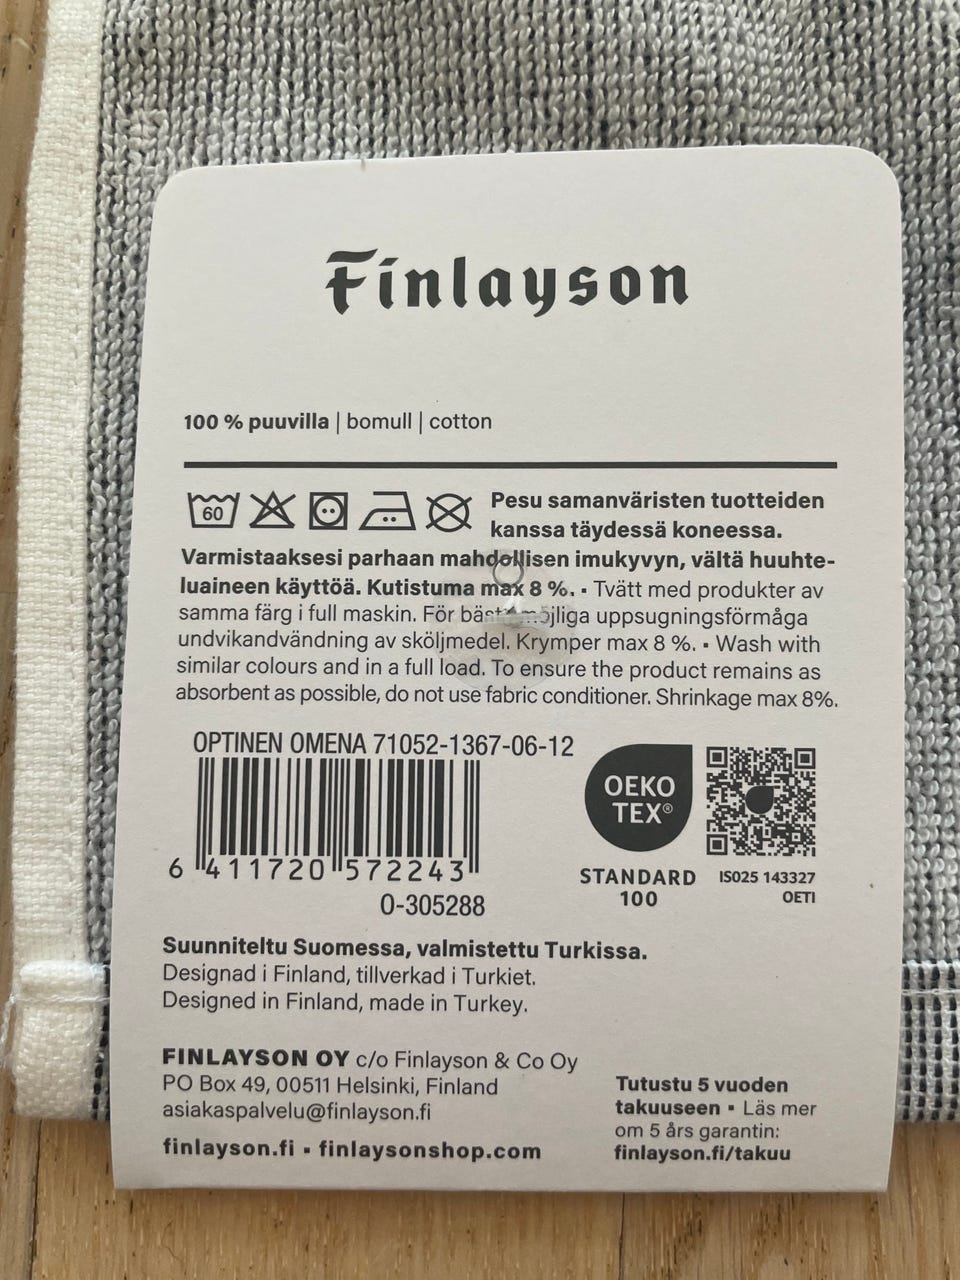 Finlayson
100 % puuvilla | bomull | cotton
60
Pesu samanväristen tuotteiden
kanssa täydessä koneessa.
Varmistaaksesi parhaan mahdollisen imukyvyn, vältä huuhte-
luaineen käyttöä. Kutistuma max 8 %. ▪ Tvätt med produkter av
samma färg i full maskin. För bästa möjliga uppsugningsförmåga
undvikandvändning av sköljmedel. Krymper max 8 %. ▪ Wash with
similar colours and in a full load. To ensure the product remains as
absorbent as possible, do not use fabric conditioner. Shrinkage max 8%.
OPTINEN OMENA 71052-1367-06-12
6 411720 572243
0-305288
OEKO
TEX®
STANDARD
100
IS025 143327
OETI
Suunniteltu Suomessa, valmistettu Turkissa.
Designad i Finland, tillverkad i Turkiet.
Designed in Finland, made in Turkey.
FINLAYSON OY c/o Finlayson & Co Oy
PO Box 49, 00511 Helsinki, Finland
asiakaspalvelu@finlayson.fi
finlayson.fi ▪ finlaysonshop.com
Tutustu 5 vuoden
takuuseen ▪ Läs mer
om 5 års garantin:
finlayson.fi/takuu